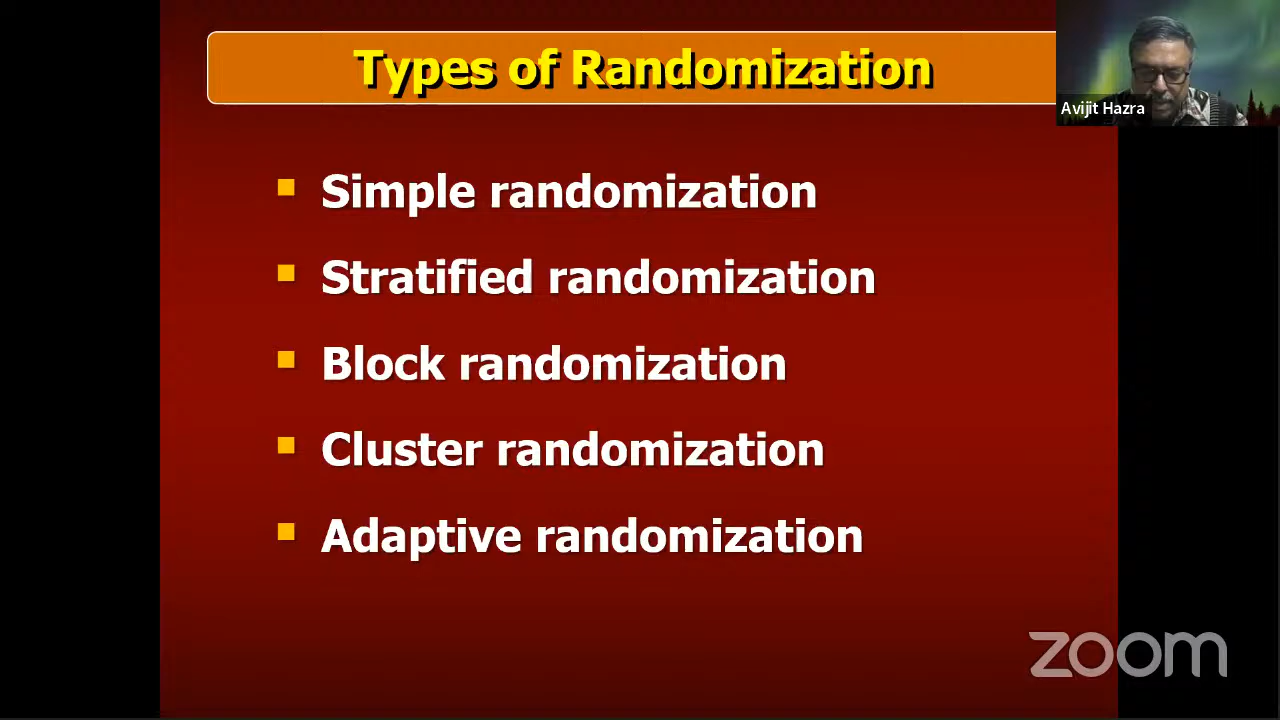 Types of Randomization
Avijit Hazra
Simple randomization
Stratified randomization
Block randomization
Cluster randomization
Adaptive randomization
zoom